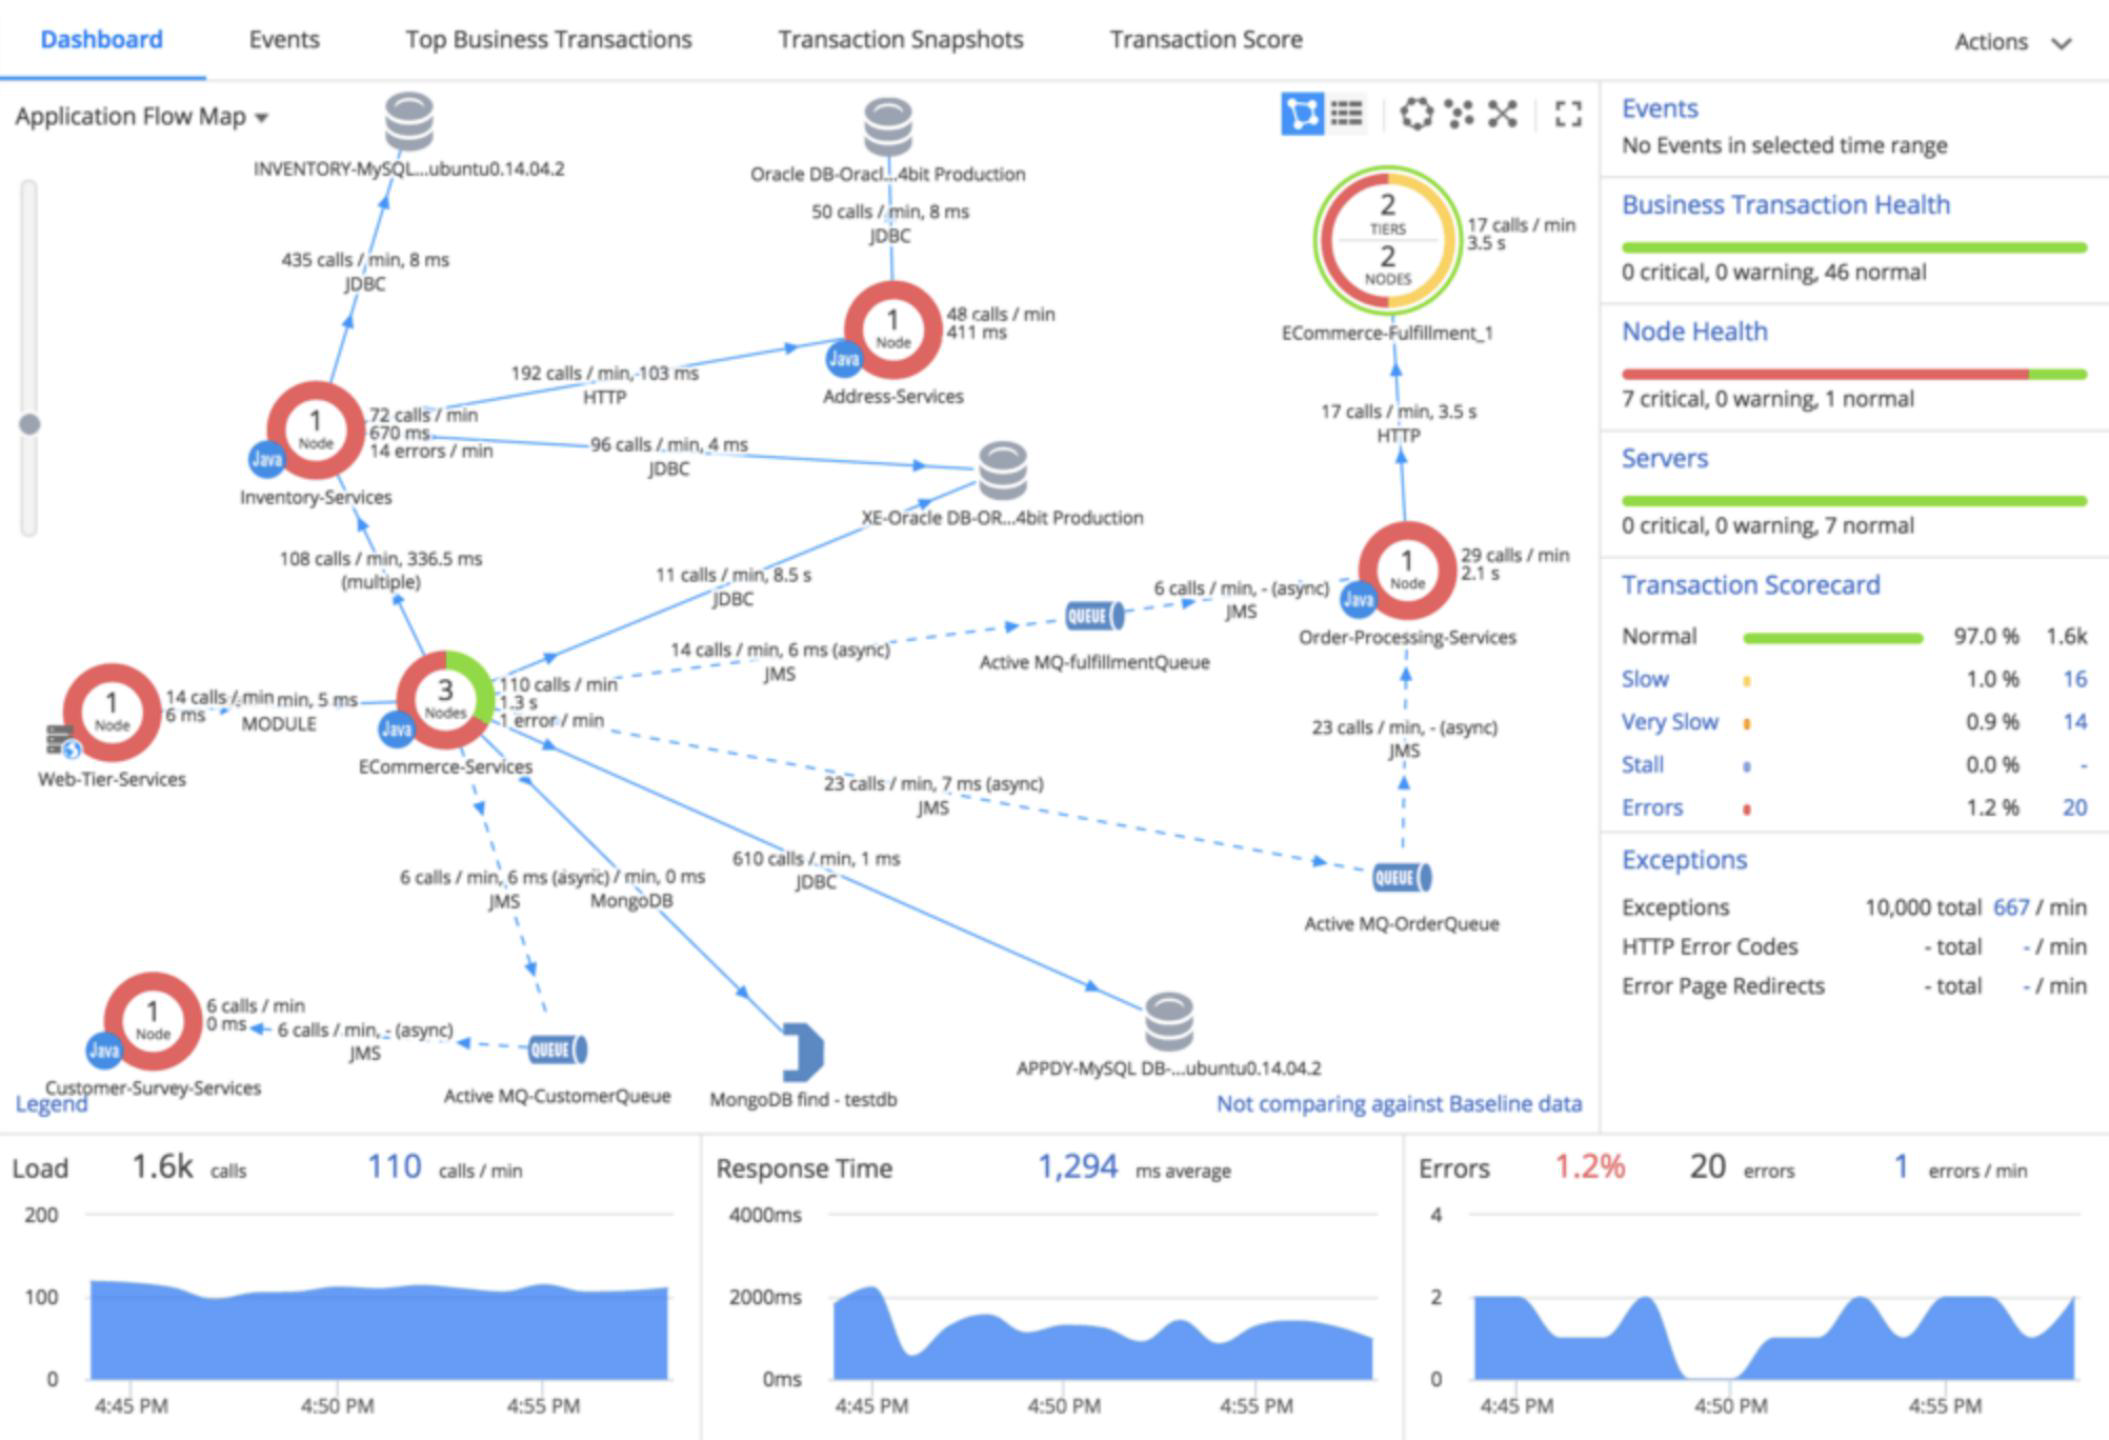 Dashboard
Events
Top Business Transactions
Transaction Snapshots
Transaction Score
Actions
Application Flow Map
INVENTORY-MySQL...ubuntu0.14.04.2
435 calls / min, 8 ms
JDBC
Oracle DB-Oracl...4bit Production
50 calls / min, 8 ms
JDBC
2
TIERS
2
NODES
17 calls / min
3.5 s
ECommerce-Fulfillment_1
17 calls / min, 3.5 s
HTTP
1
Node
Java
48 calls / min
411 ms
Address-Services
192 calls / min, 103 ms
HTTP
1
Node
Java
72 calls / min
670 ms
14 errors / min
Inventory-Services
96 calls / min, 4 ms
JDBC
XE-Oracle DB-OR...4bit Production
108 calls / min, 336.5 ms
(multiple)
11 calls / min, 8.5 s
JDBC
14 calls / min, 6 ms (async)
JMS
QUEUE
Active MQ-fulfillmentQueue
6 calls / min, - (async)
JMS
1
Node
Java
29 calls / min
2.1 s
Order-Processing-Services
1
Node
14 calls / min
6 ms
min, 5 ms
MODULE
Web-Tier-Services
3
Nodes
Java
110 calls / min
1.3 s
1 error / min
ECommerce-Services
23 calls / min, - (async)
JMS
23 calls / min, 7 ms (async)
JMS
QUEUE
Active MQ-OrderQueue
610 calls / min, 1 ms
JDBC
6 calls / min, 6 ms (async)
JMS
/ min, 0 ms
MongoDB
1
Node
Java
6 calls / min
0 ms
Customer-Survey-Services
6 calls / min, - (async)
JMS
QUEUE
Active MQ-CustomerQueue
MongoDB find - testdb
APPDY-MySQL DB-...ubuntu0.14.04.2
Legend
Not comparing against Baseline data
Events
No Events in selected time range
Business Transaction Health
0 critical, 0 warning, 46 normal
Node Health
7 critical, 0 warning, 1 normal
Servers
0 critical, 0 warning, 7 normal
Transaction Scorecard
Normal 97.0 % 1.6k
Slow 1.0 % 16
Very Slow 0.9 % 14
Stall 0.0 % -
Errors 1.2 % 20
Exceptions
Exceptions 10,000 total 667 / min
HTTP Error Codes - total - / min
Error Page Redirects - total - / min
Load 1.6k calls 110 calls / min
200
100
0
4:45 PM 4:50 PM 4:55 PM
Response Time 1,294 ms average
4000ms
2000ms
0ms
4:45 PM 4:50 PM 4:55 PM
Errors 1.2% 20 errors 1 errors / min
4
2
0
4:45 PM 4:50 PM 4:55 PM